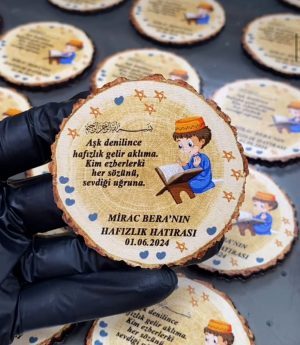 Aşk denilince
hafızlık gelir aklıma.
Kim ezberlerki
her sözünü,
sevdiği uğruna.
MİRAC BERA'NIN
HAFIZLIK HATIRASI
01.06.2024